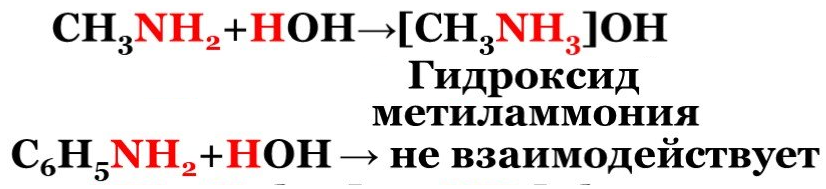 CH₃NH₂+HOH→[CH₃NH₃]OH
Гидроксид
метиламмония
C₆H₅NH₂+HOH → не взаимодействует